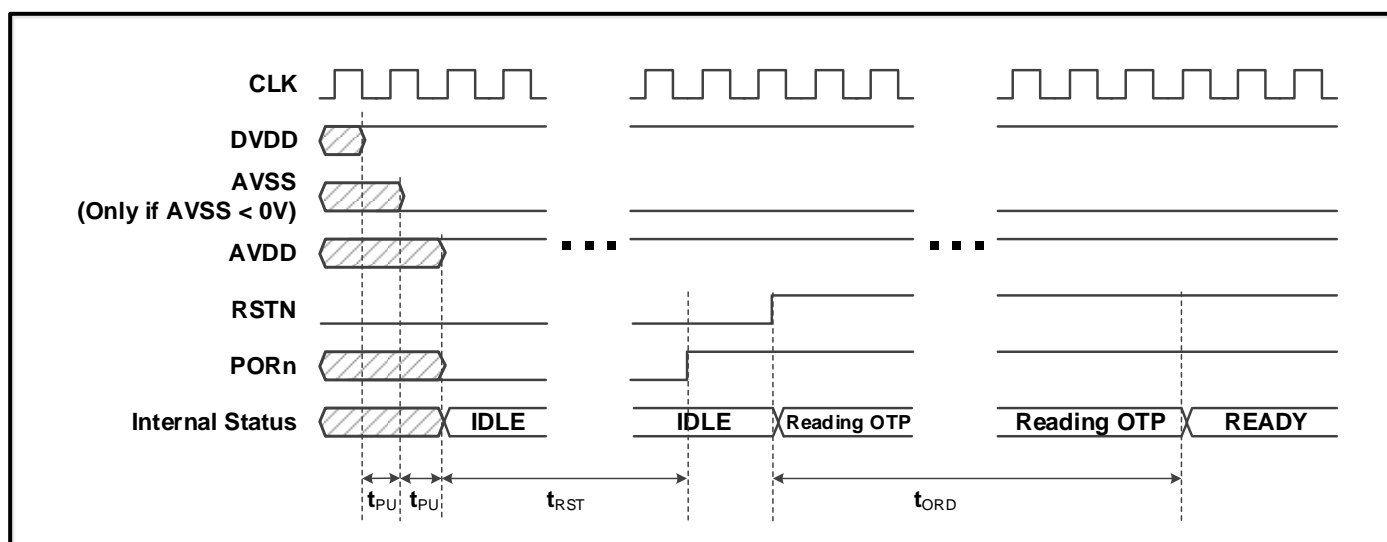 CLK
DVDD
AVSS
(Only if AVSS < 0V)
AVDD
RSTN
PORn
Internal Status IDLE IDLE Reading OTP Reading OTP READY
tPU tPU tRST tORD